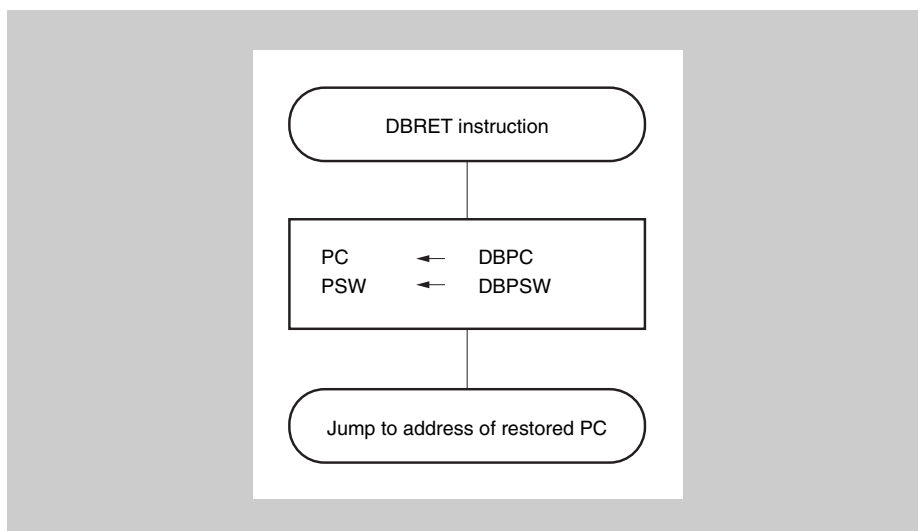 DBRET instruction
PC ← DBPC
PSW ← DBPSW
Jump to address of restored PC